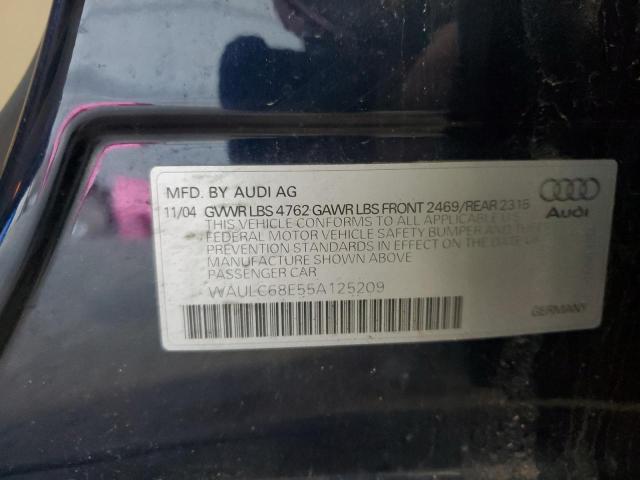 MFD. BY AUDI AG
11/04 GVWR LBS 4762 GAWR LBS FRONT 2469/REAR 2315
THIS VEHICLE CONFORMS TO ALL APPLICABLE
FEDERAL MOTOR VEHICLE SAFETY BUMPER AND THEFT
PREVENTION STANDARDS IN EFFECT ON THE DATE OF
MANUFACTURE SHOWN ABOVE
PASSENGER CAR
WAULC68E55A125209
Audi
GERMANY